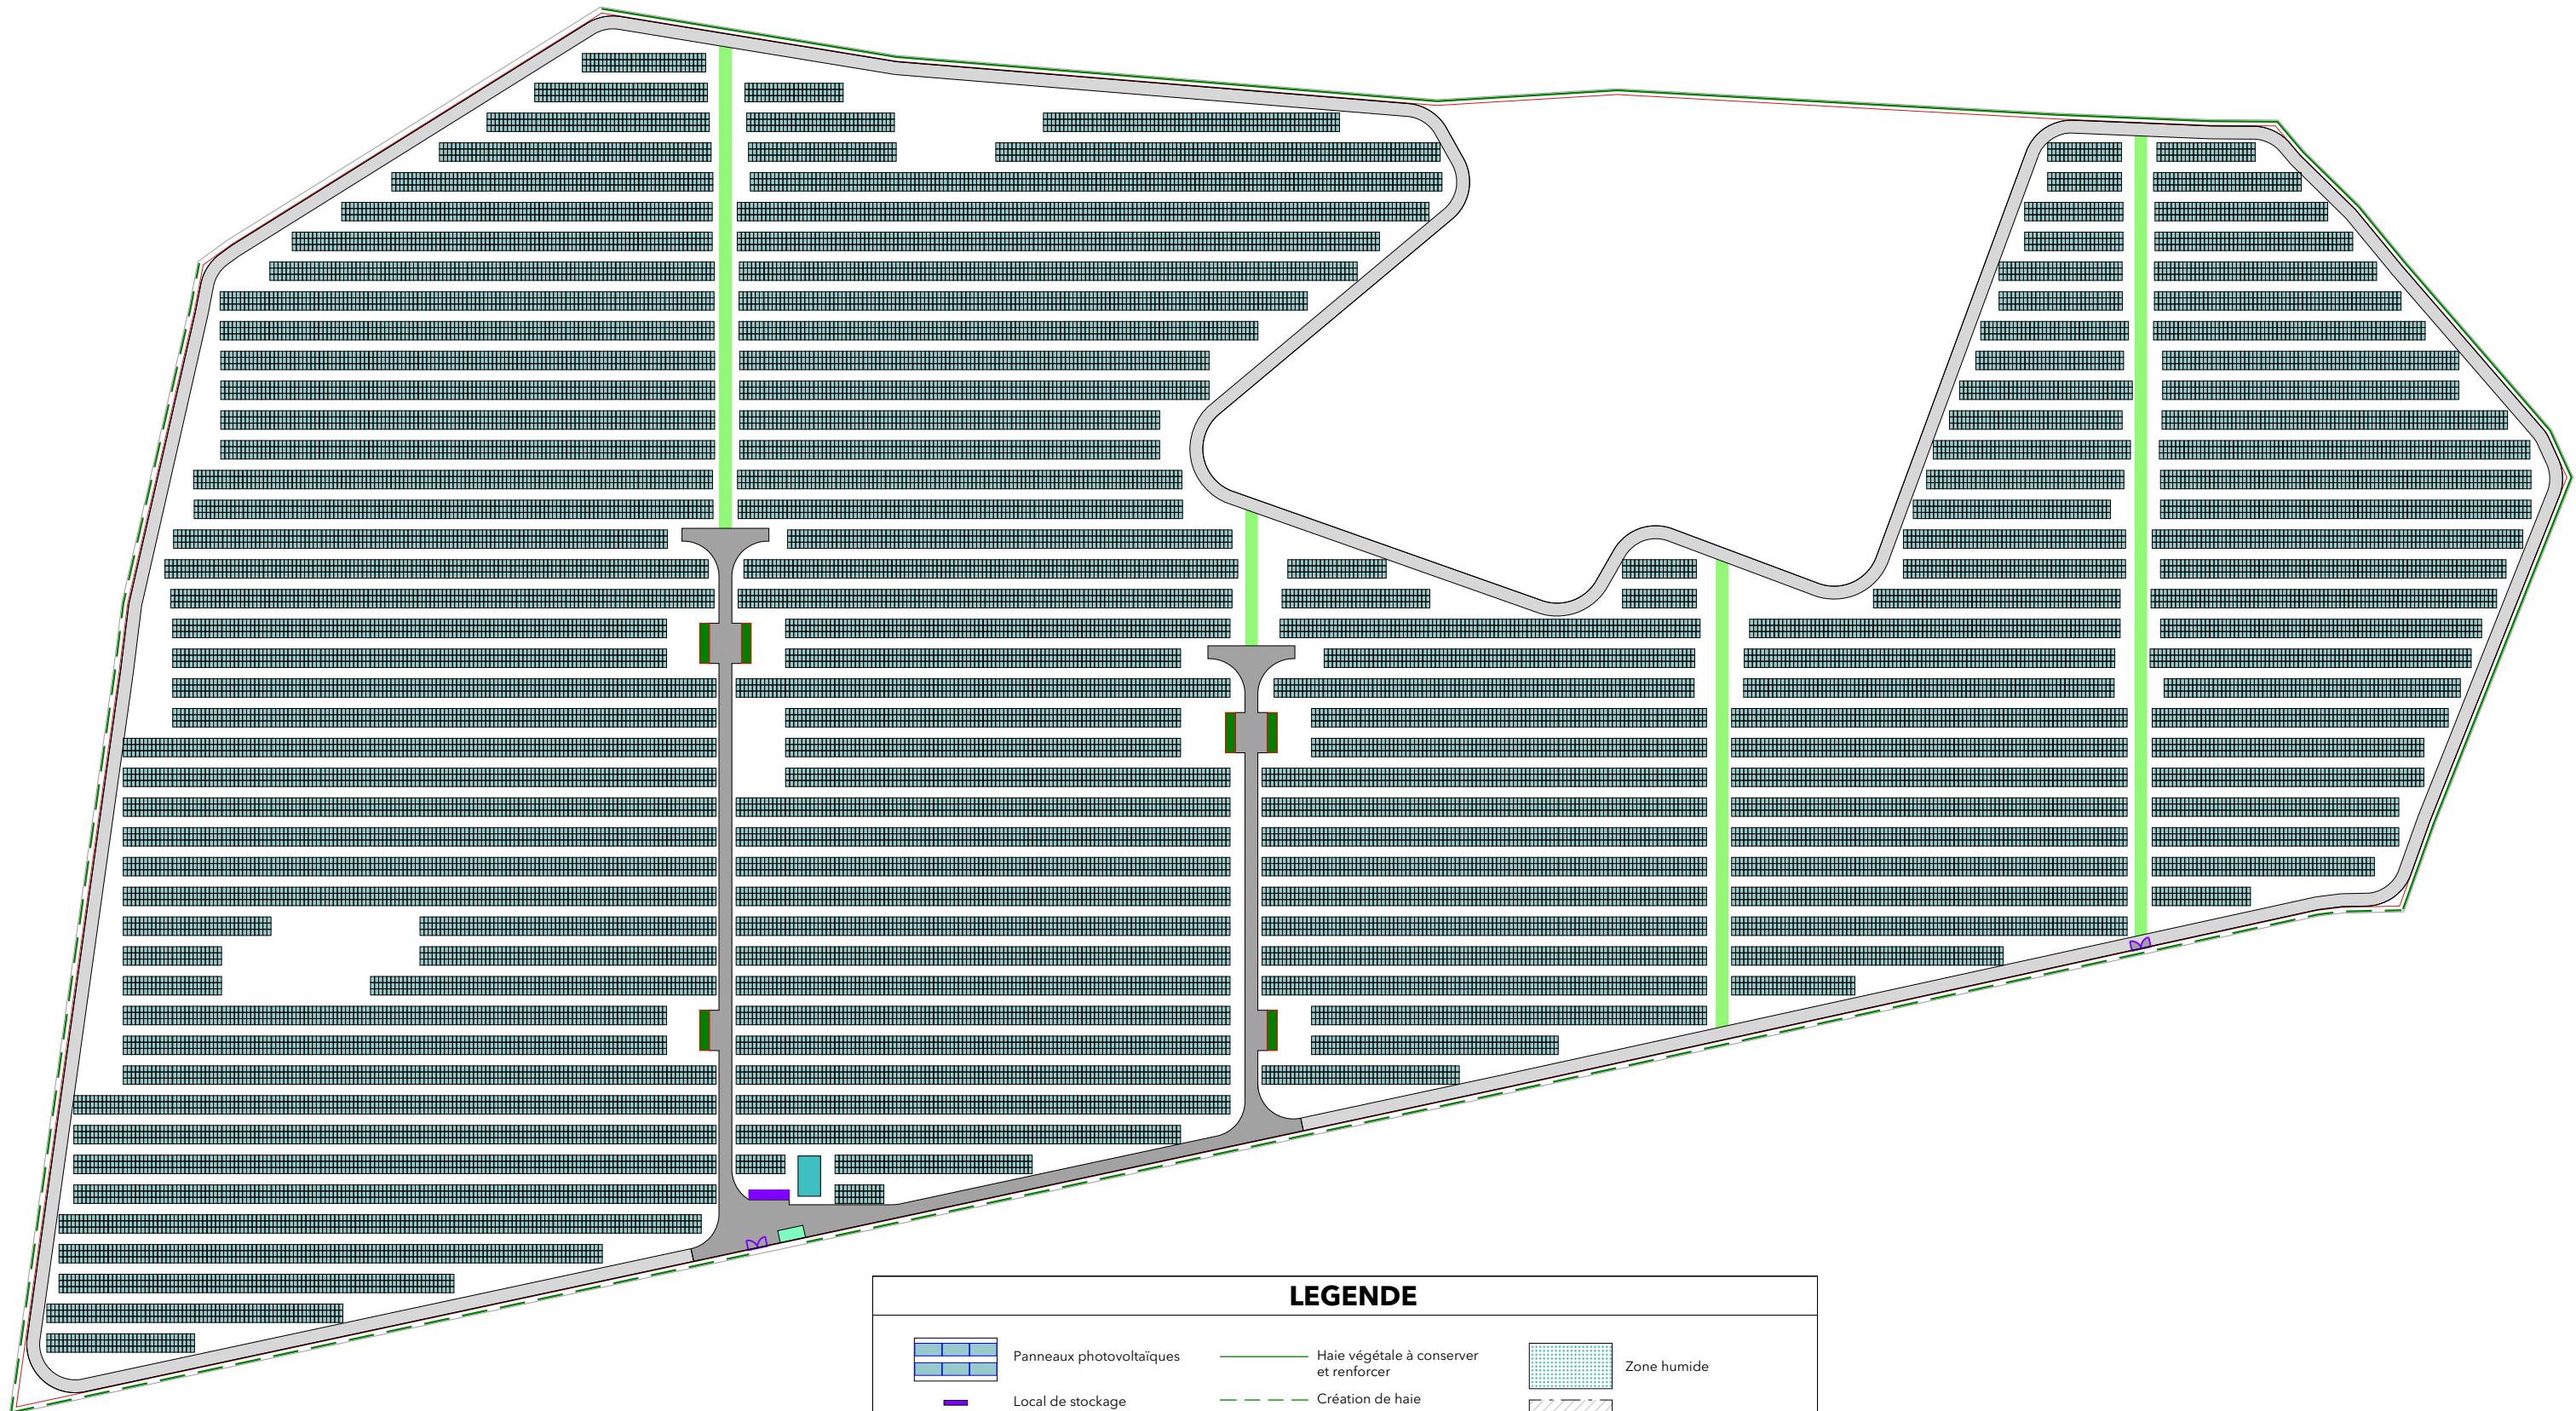 LEGENDE
Panneaux photovoltaïques
Haie végétale à conserver
et renforcer
Zone humide
Local de stockage
Création de haie